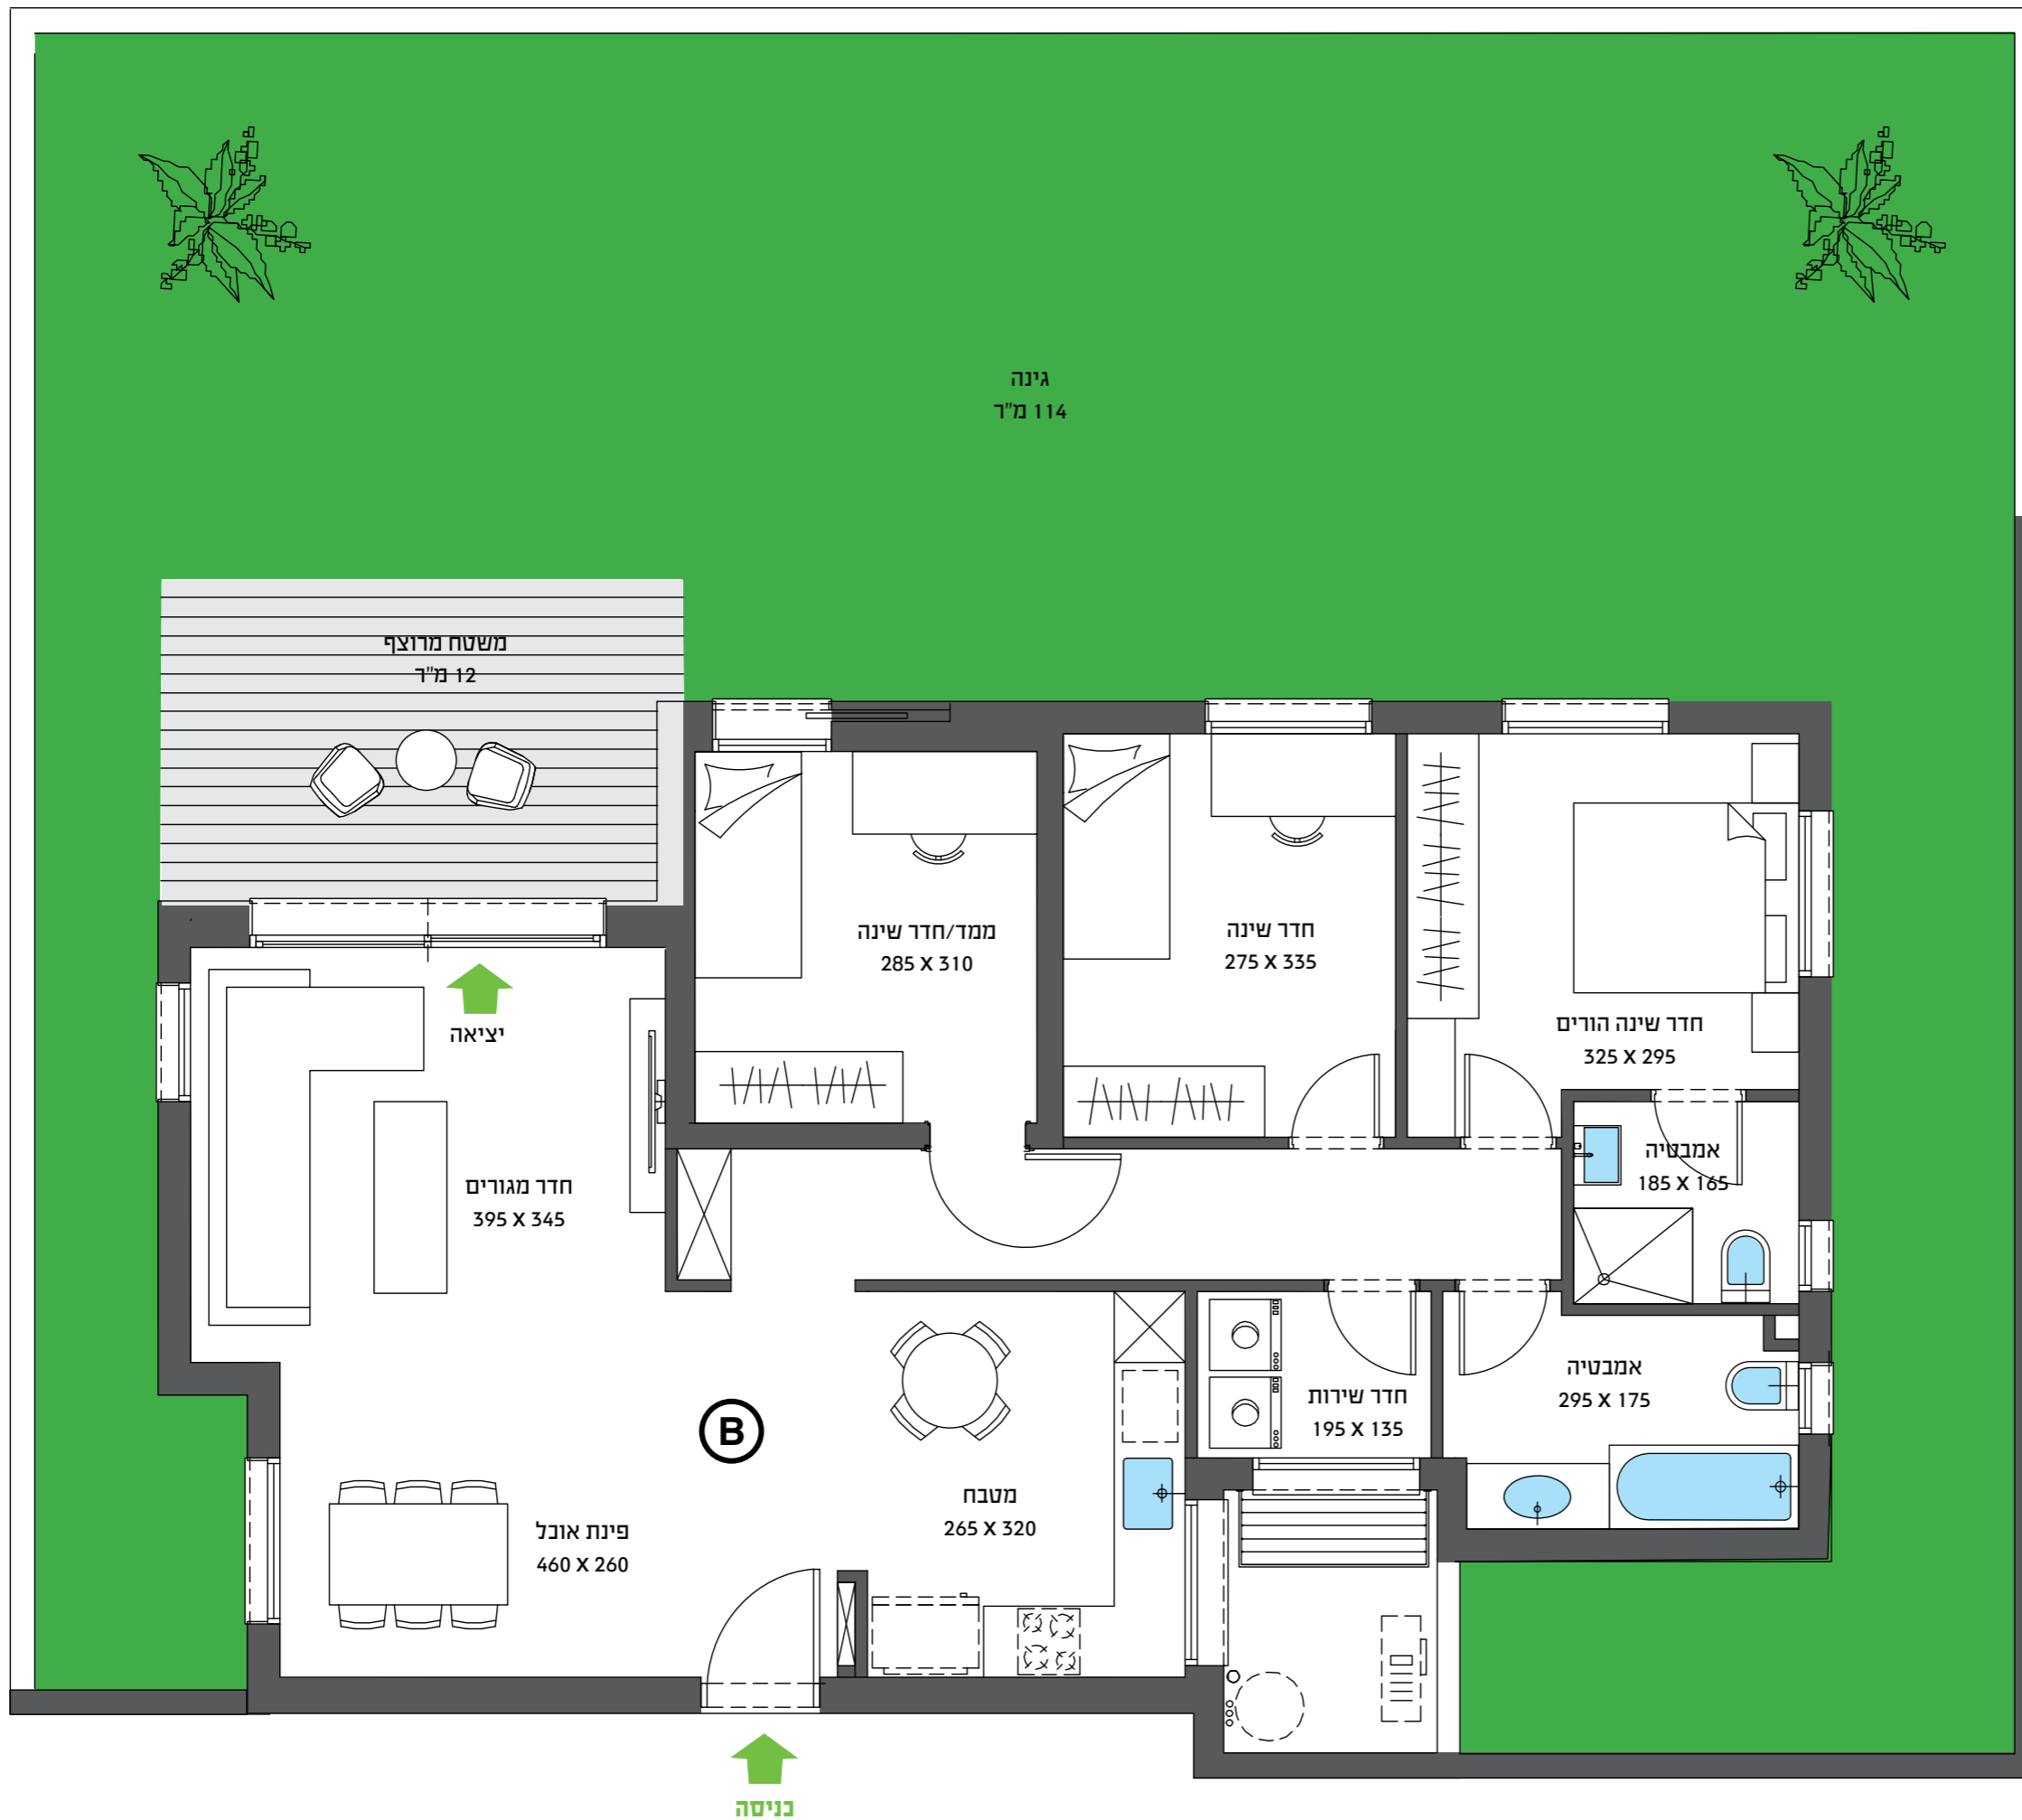 גינה
114 מ"ר
משטח מרוצף
12 מ"ר
ממד/חדר שינה
285 X 310
חדר שינה
275 X 335
חדר שינה הורים
325 X 295
יציאה
אמבטיה
185 X 165
חדר מגורים
395 X 345
אמבטיה
295 X 175
חדר שירות
195 X 135
B
מטבח
265 X 320
פינת אוכל
460 X 260
כניסה